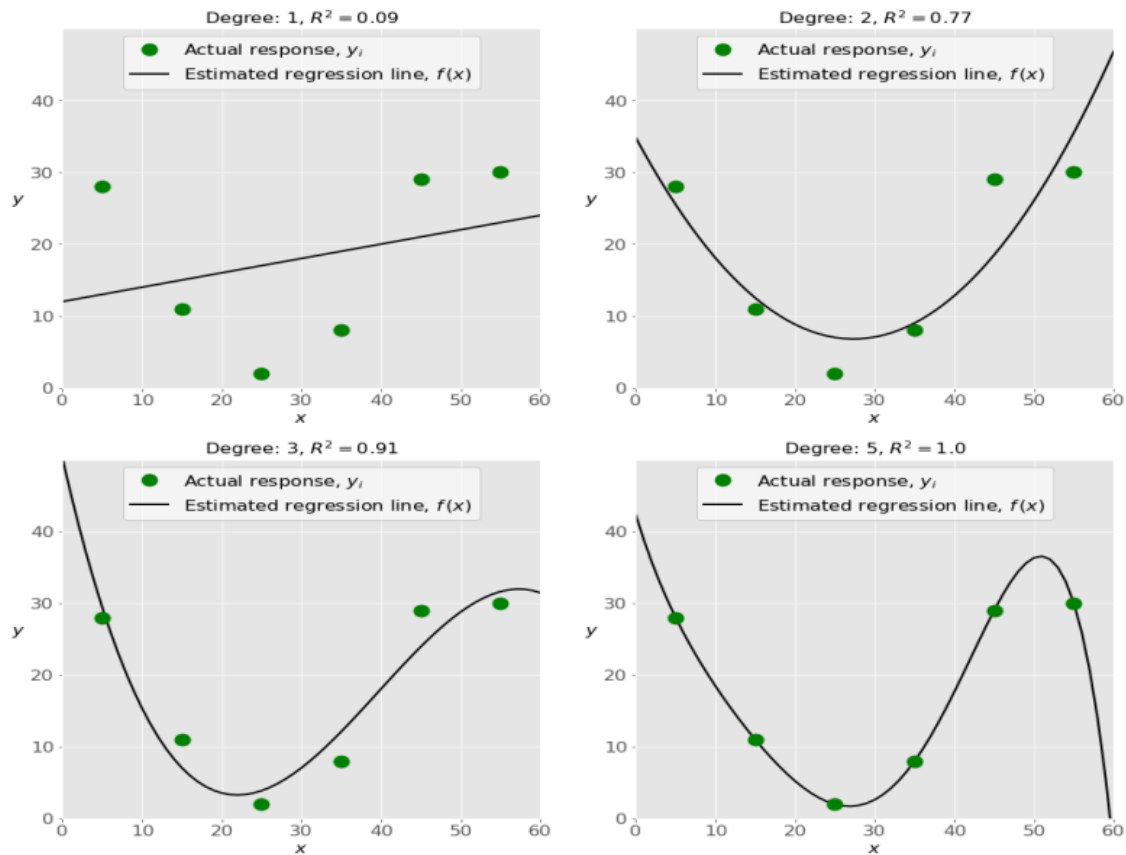 Degree: 1, R² = 0.09
Actual response, yᵢ
Estimated regression line, f(x)
40
30
y
20
10
0
0 10 20 30 40 50 60
x
Degree: 2, R² = 0.77
Actual response, yᵢ
Estimated regression line, f(x)
40
30
y
20
10
0
0 10 20 30 40 50 60
x
Degree: 3, R² = 0.91
Actual response, yᵢ
Estimated regression line, f(x)
40
30
y
20
10
0
0 10 20 30 40 50 60
x
Degree: 5, R² = 1.0
Actual response, yᵢ
Estimated regression line, f(x)
40
30
y
20
10
0
0 10 20 30 40 50 60
x